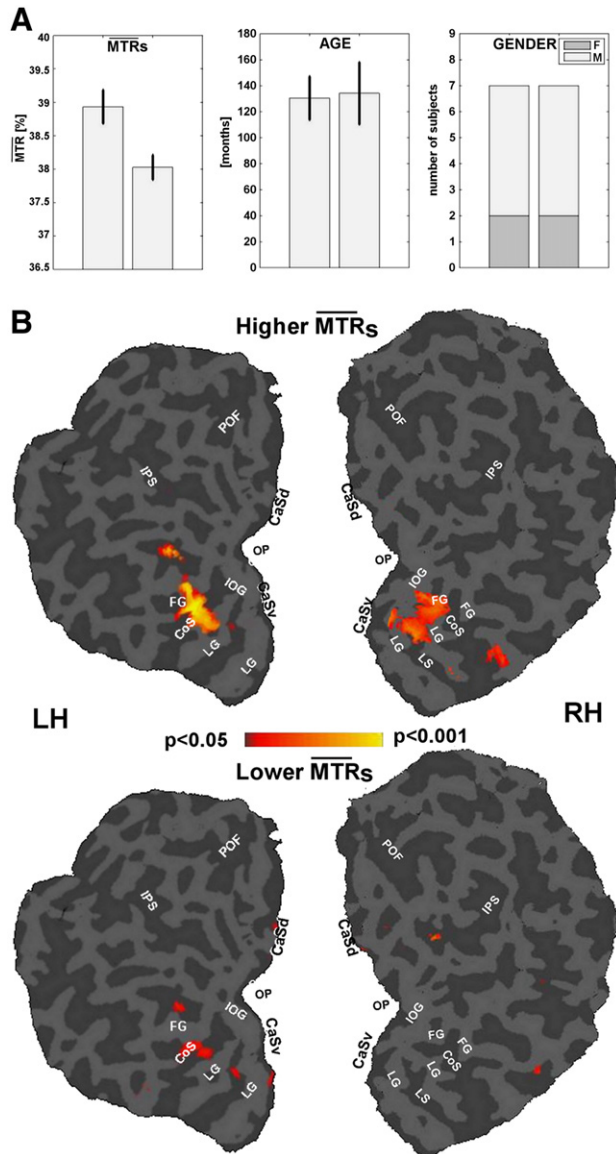 A
MTRs
AGE
GENDER
F
M
MTR [%]
40
39.5
39
38.5
38
37.5
37
36.5
[months]
160
140
120
100
80
60
40
20
0
number of subjects
9
8
7
6
5
4
3
2
1
0
B
Higher MTRs
POF
IPS
CaSd
OP
IOG
FG
CaSv
CoS
LG
LG
POF
IPS
CaSd
OP
IOG
FG
FG
CaSv
CoS
LG
LG
LS
LH
RH
p<0.05
p<0.001
Lower MTRs
POF
IPS
CaSd
OP
IOG
FG
CaSv
CoS
LG
LG
POF
IPS
CaSd
OP
IOG
FG
FG
CaSv
CoS
LG
LG
LS